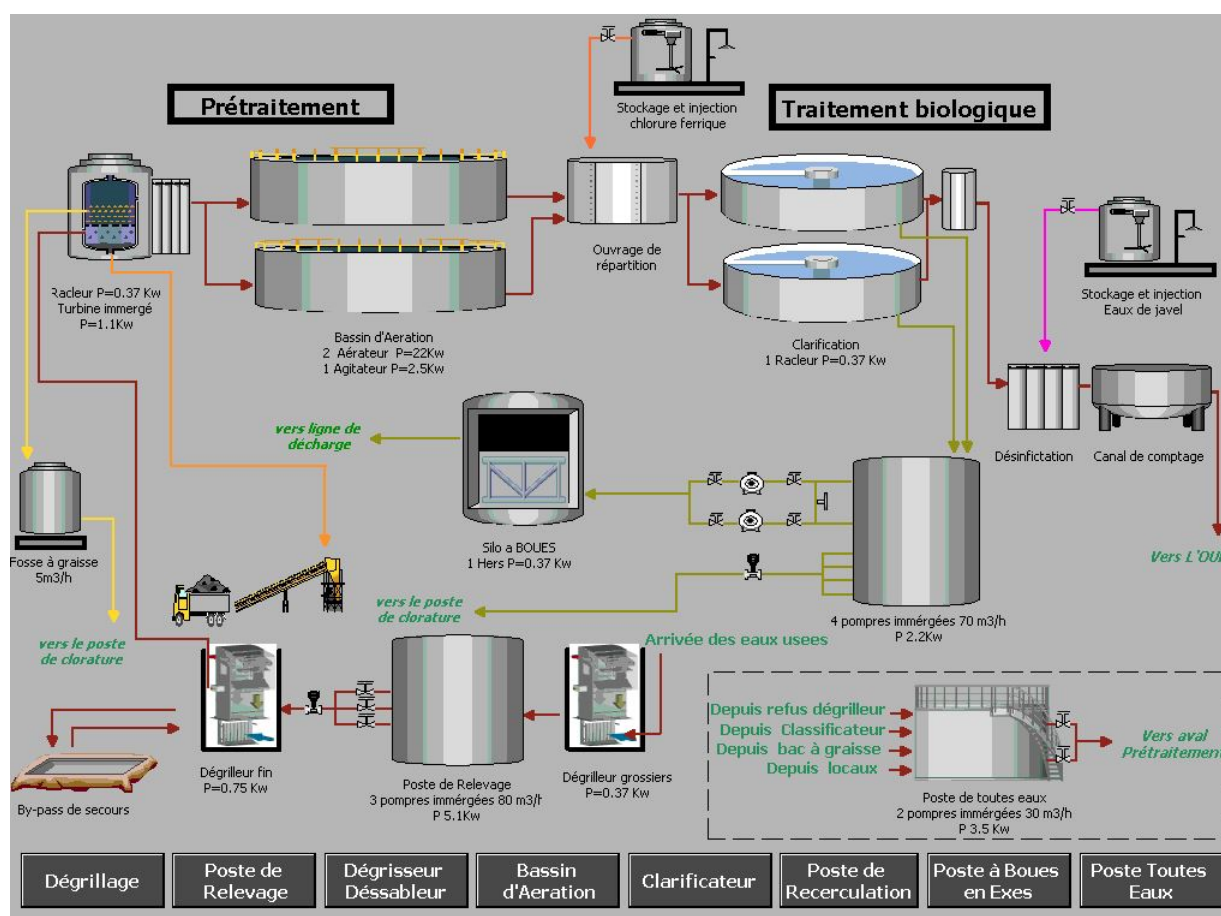 Prétraitement
Stockage et injection
chlorure ferrique
Traitement biologique
Racleur P=0.37 Kw
Turbine immergé
P=1.1Kw
Bassin d'Aeration
2 Aérateur P=22Kw
1 Agitateur P=2.5Kw
Ouvrage de
répartition
Clarification
1 Racleur P=0.37 Kw
Stockage et injection
Eaux de javel
vers ligne de
décharge
Désinfictation
Canal de comptage
Fosse à graisse
5m3/h
Silo a BOUES
1 Hers P=0.37 Kw
Vers L'OUE
vers le poste
de clorature
vers le poste
de clorature
4 pompres immérgées 70 m3/h
P 2.2Kw
Arrivée des eaux usees
Dégrilleur fin
P=0.75 Kw
By-pass de secours
Poste de Relevage
3 pompres immérgées 80 m3/h
P 5.1Kw
Dégrilleur grossiers
P=0.37 Kw
Depuis refus dégrilleur
Depuis Classificateur
Depuis bac à graisse
Depuis locaux
Vers aval
Prétraitement
Poste de toutes eaux
2 pompres immérgées 30 m3/h
P 3.5 Kw
Dégrillage
Poste de
Relevage
Dégrisseur
Déssableur
Bassin
d'Aeration
Clarificateur
Poste de
Recerculation
Poste à Boues
en Exes
Poste Toutes
Eaux